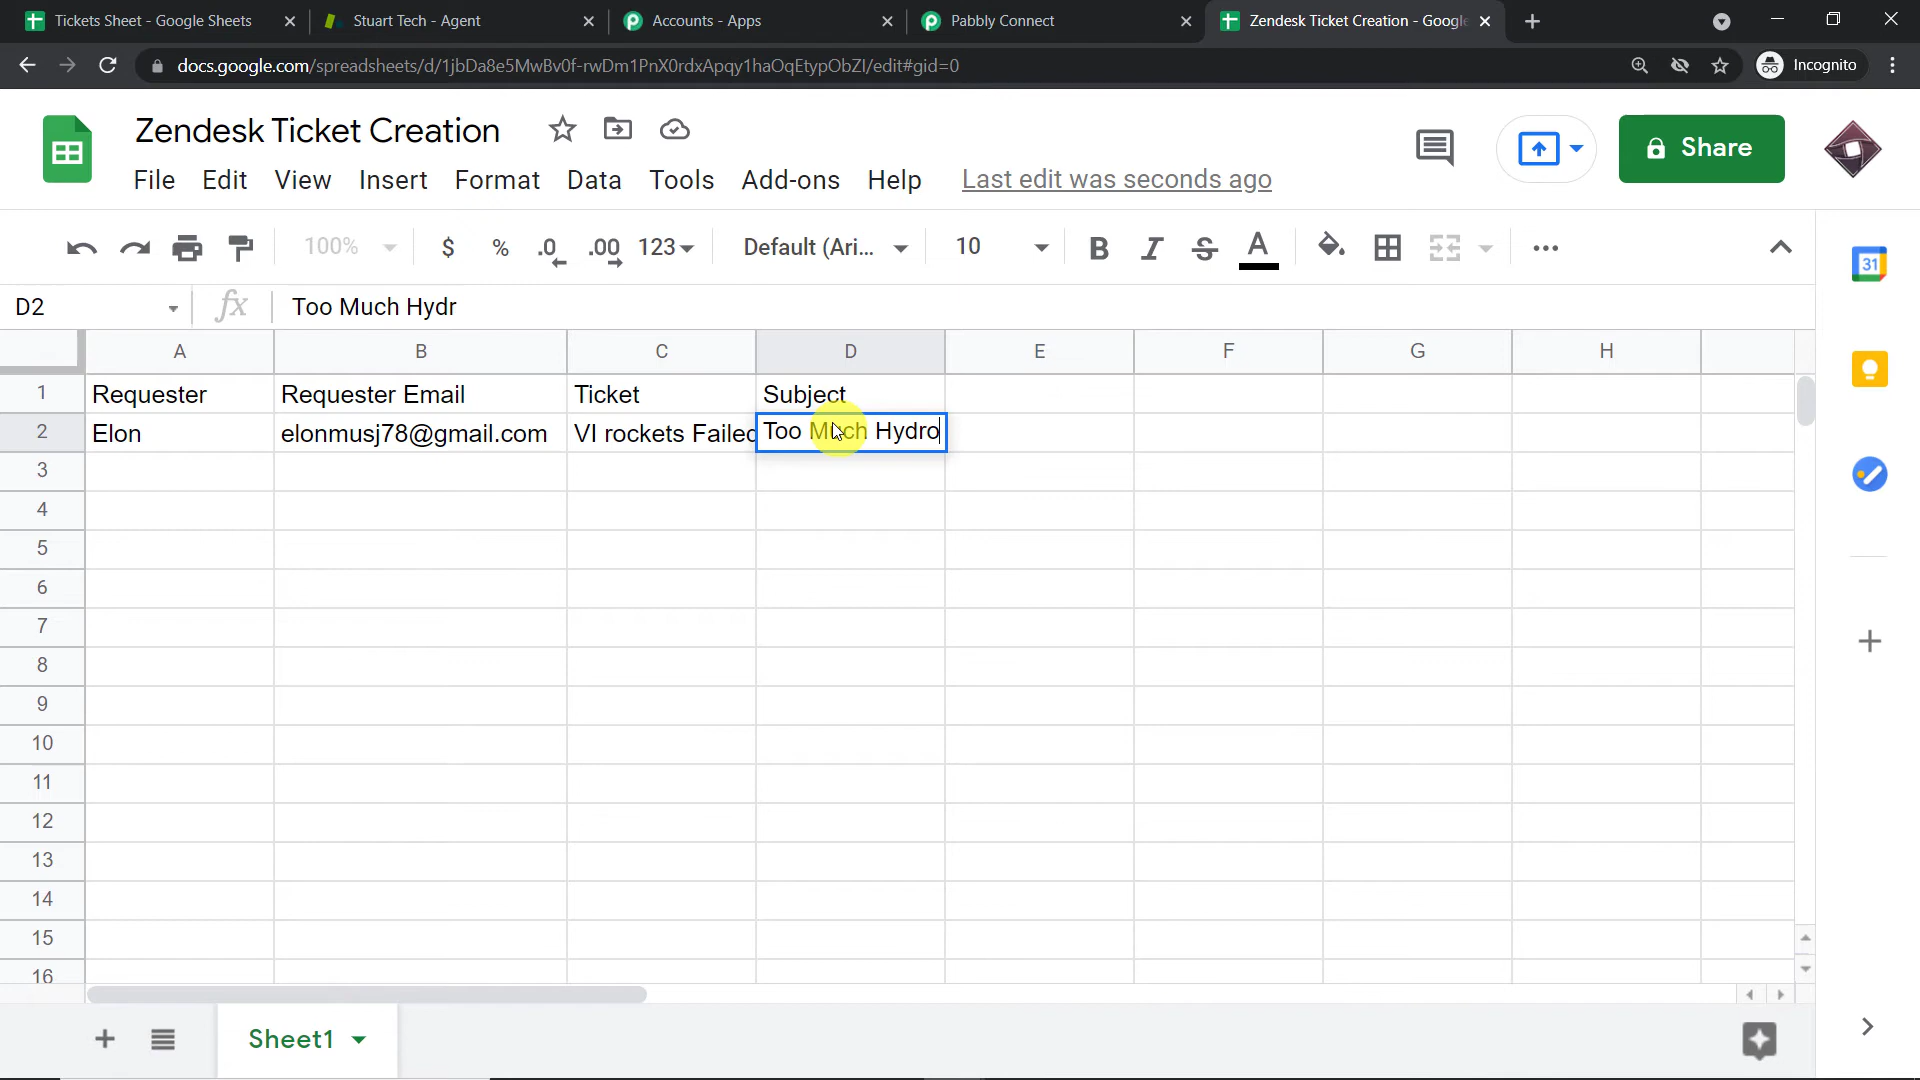 Tickets Sheet - Google Sheets
Stuart Tech - Agent
Accounts - Apps
Pabbly Connect
Zendesk Ticket Creation - Google
docs.google.com/spreadsheets/d/1jbDa8e5MwBv0f-rwDm1PnX0rdxApqy1haOqEtypObZI/edit#gid=0
Incognito
Zendesk Ticket Creation
Share
File Edit View Insert Format Data Tools Add-ons Help Last edit was seconds ago
100% $ % .0 .00 123 Default (Ari... 10 B I S A
31
D2 fx Too Much Hydr
A B C D E F G H
1 Requester Requester Email Ticket Subject
2 Elon elonmusj78@gmail.com VI rockets Failed Too Much Hydro
3
4
5
6
7
8
9
10
11
12
13
14
15
16
Sheet1